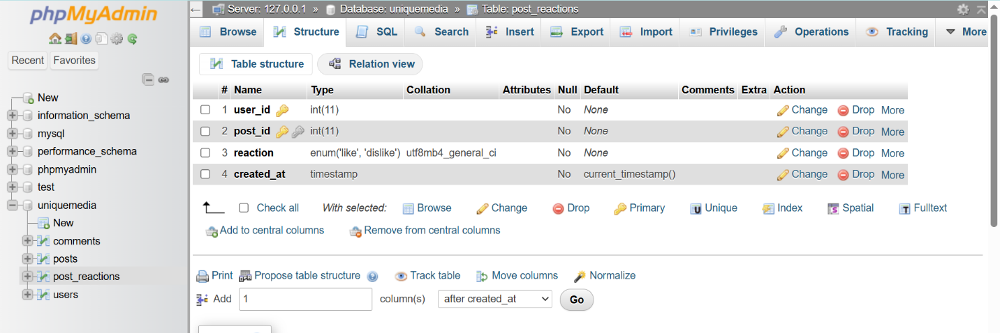 phpMyAdmin
Recent Favorites
New
information_schema
mysql
performance_schema
phpmyadmin
test
uniquemedia
New
comments
posts
post_reactions
users
Server: 127.0.0.1 » Database: uniquemedia » Table: post_reactions
Browse Structure SQL Search Insert Export Import Privileges Operations Tracking More
Table structure Relation view
# Name Type Collation Attributes Null Default Comments Extra Action
1 user_id int(11) No None Change Drop More
2 post_id int(11) No None Change Drop More
3 reaction enum('like', 'dislike') utf8mb4_general_ci No None Change Drop More
4 created_at timestamp No current_timestamp() Change Drop More
Check all With selected: Browse Change Drop Primary Unique Index Spatial Fulltext
Add to central columns Remove from central columns
Print Propose table structure Track table Move columns Normalize
Add 1 column(s) after created_at Go